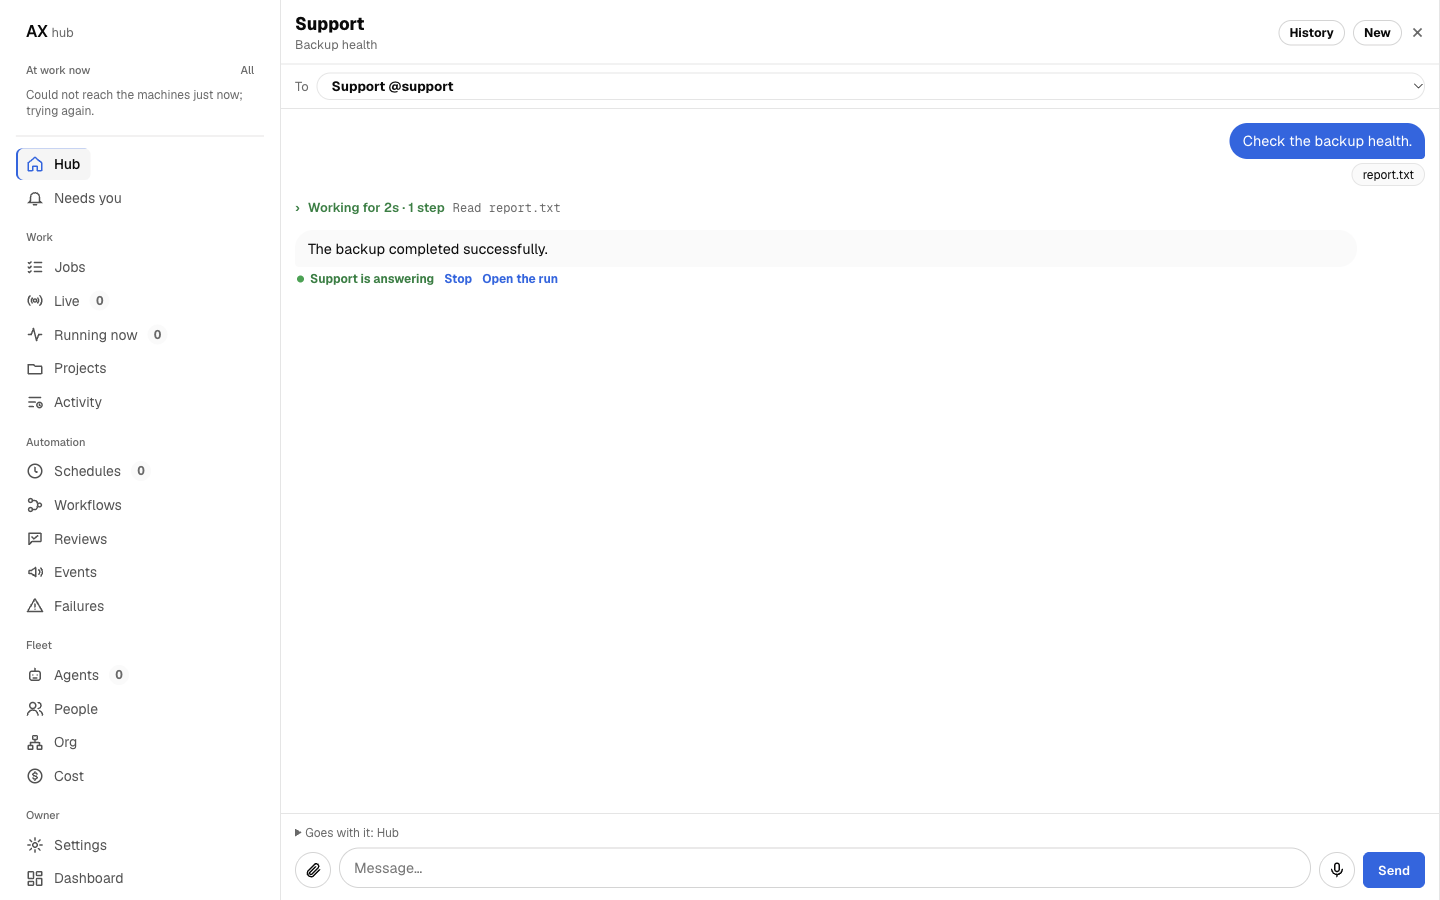 AX hub
At work now
All
Could not reach the machines just now;
trying again.
Hub
Needs you
Work
Jobs
Live 0
Running now 0
Projects
Activity
Automation
Schedules 0
Workflows
Reviews
Events
Failures
Fleet
Agents 0
People
Org
Cost
Owner
Settings
Dashboard
Support
Backup health
History
New
To
Support @support
Check the backup health.
report.txt
› Working for 2s · 1 step Read report.txt
The backup completed successfully.
Support is answering Stop Open the run
Goes with it: Hub
Message...
Send